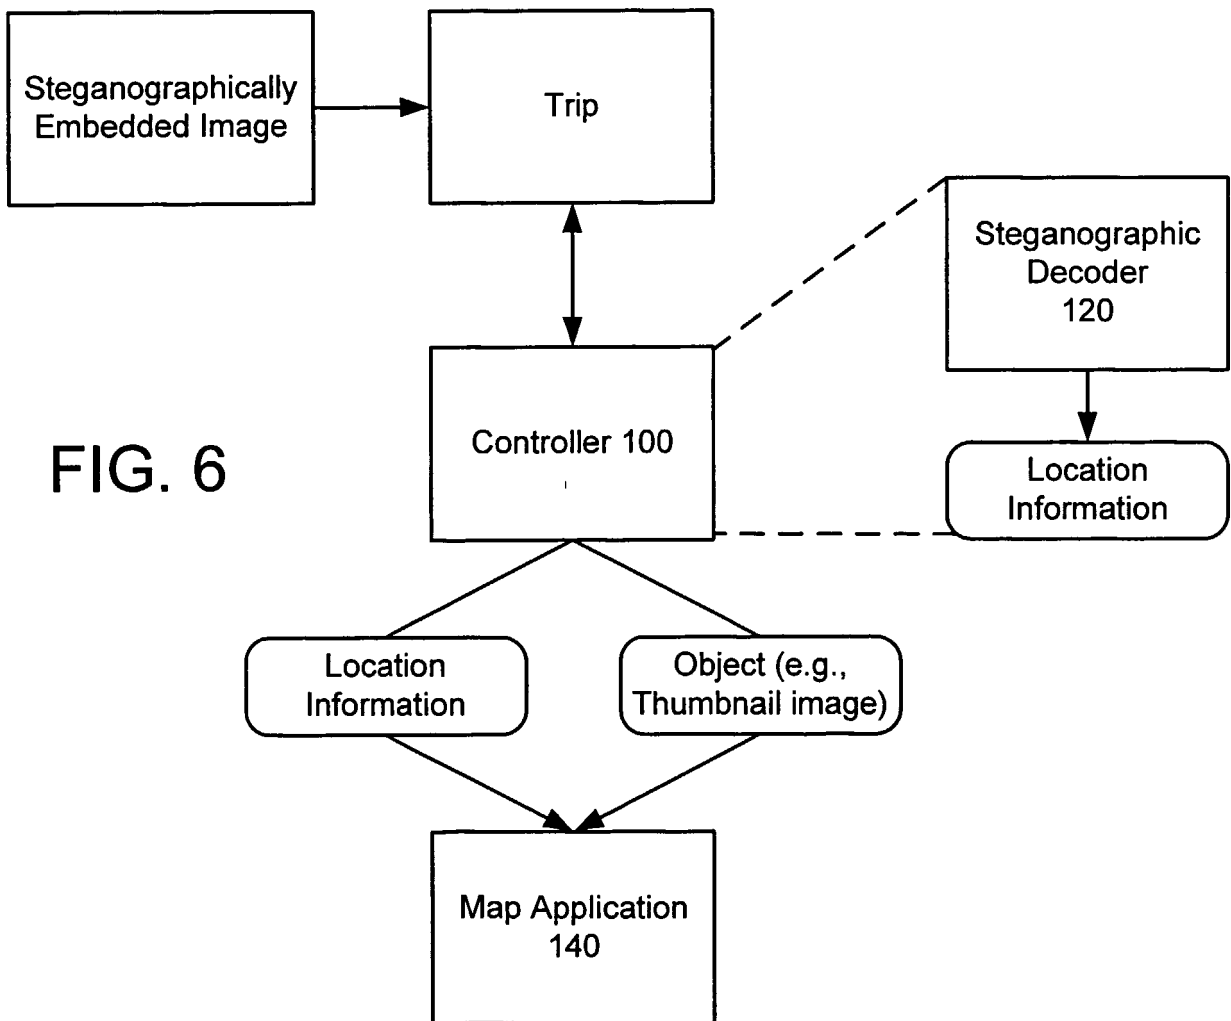 Steganographically
Embedded Image
Trip
Steganographic
Decoder
120
Controller 100
FIG. 6
Location
Information
Location
Information
Object (e.g.,
Thumbnail image)
Map Application
140